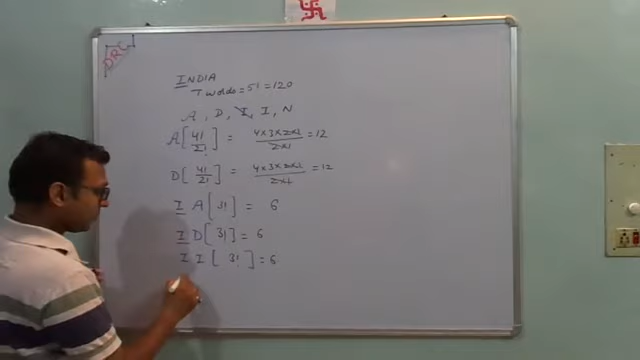 DRC
INDIA
T words = 5! = 120
A, D, I, I, N
A [ 4!/2! ] = 4×3×2×1/2×1 = 12
D [ 4!/2! ] = 4×3×2×1/2×1 = 12
I A [ 3! ] = 6
I D [ 3! ] = 6
I I [ 3! ] = 6